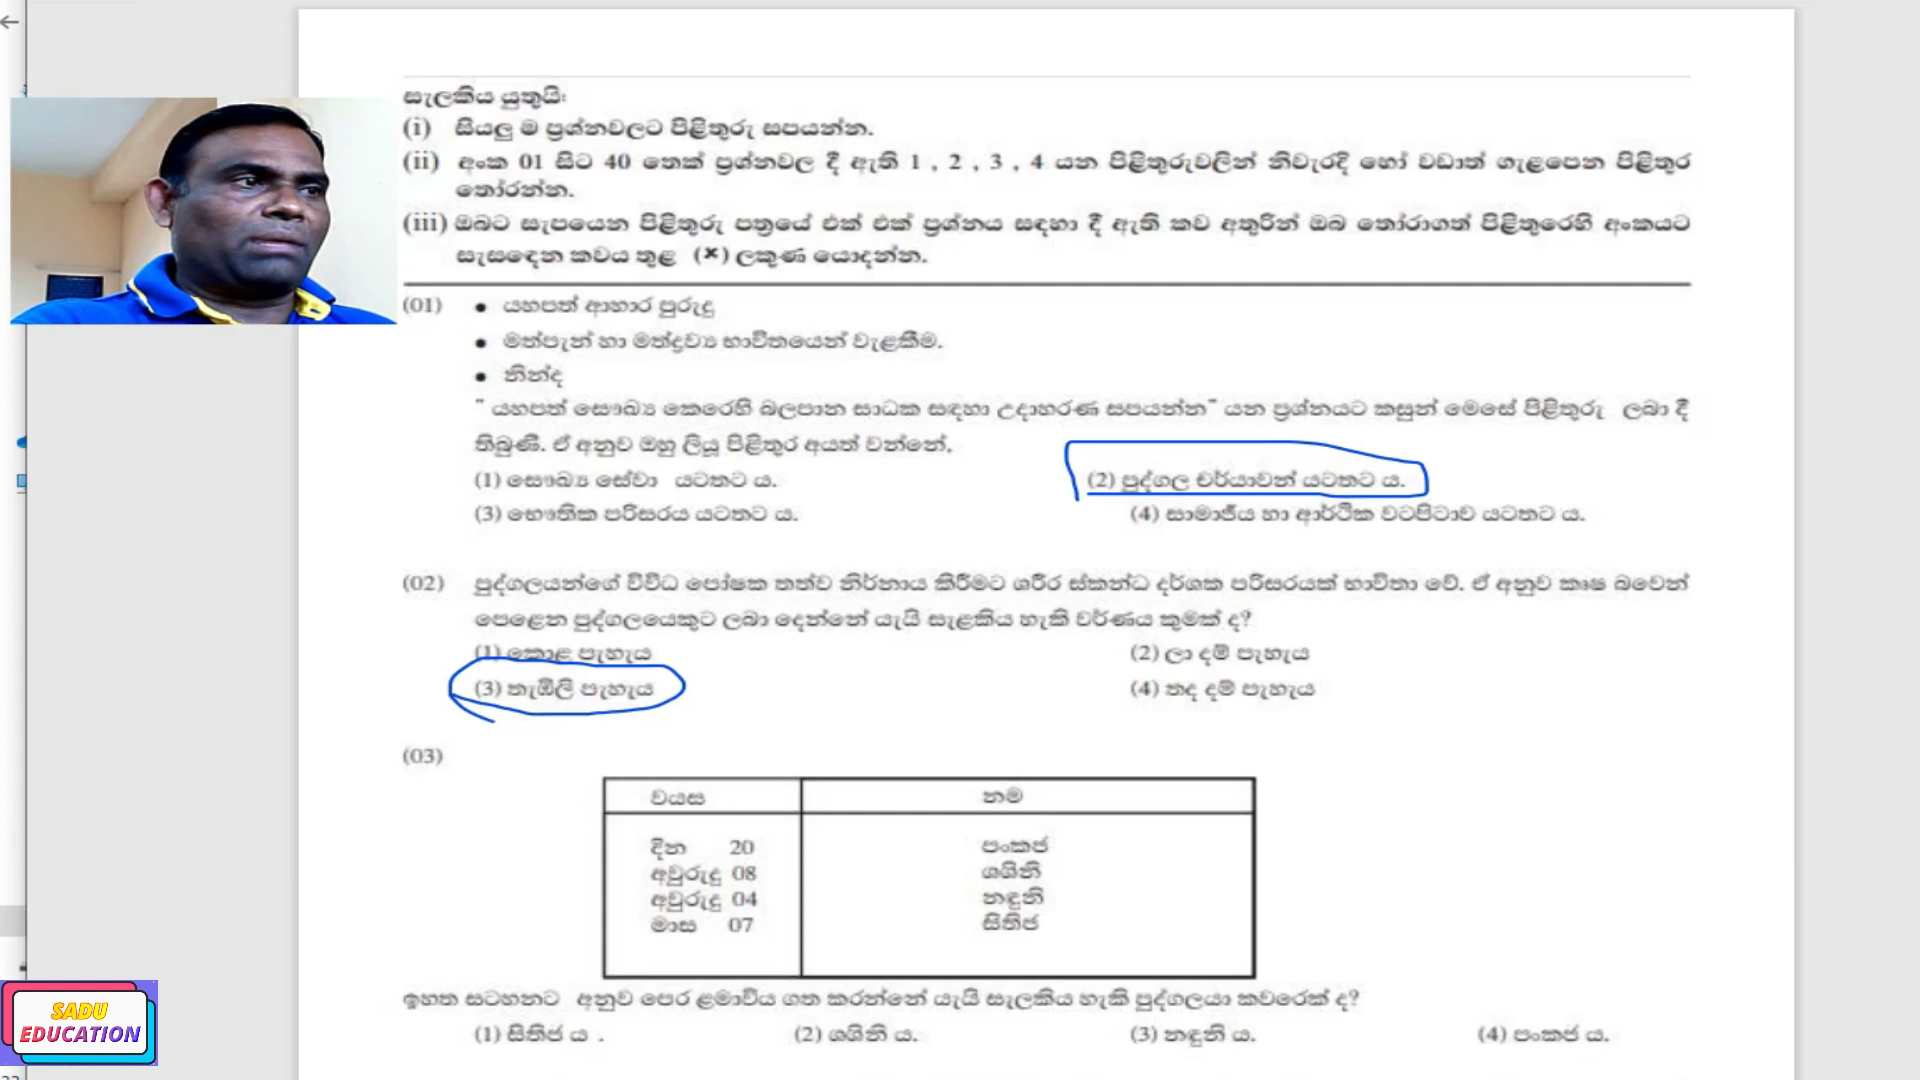 සැලකිය යුතුයි:
(i) සියලු ම ප්‍රශ්නවලට පිළිතුරු සපයන්න.
(ii) අංක 01 සිට 40 තෙක් ප්‍රශ්නවල දී ඇති 1 , 2 , 3 , 4 යන පිළිතුරුවලින් නිවැරදි හෝ වඩාත් ගැළපෙන පිළිතුර
තෝරන්න.
(iii) ඔබට සැපයෙන පිළිතුරු පත්‍රයේ එක් එක් ප්‍රශ්නය සඳහා දී ඇති කව අතුරින් ඔබ තෝරාගත් පිළිතුරෙහි අංකයට
සැසඳෙන කවය තුළ (×) ලකුණ යොදන්න.
(01) • යහපත් ආහාර පුරුදු
• මත්පැන් හා මත්ද්‍රව්‍ය භාවිතයෙන් වැළකීම.
• නින්ද
" යහපත් සෞඛ්‍ය කෙරෙහි බලපාන සාධක සඳහා උදාහරණ සපයන්න" යන ප්‍රශ්නයට කසුන් මෙසේ පිළිතුරු ලබා දී
තිබුණි. ඒ අනුව ඔහු ලියූ පිළිතුර අයත් වන්නේ,
(1) සෞඛ්‍ය සේවා යටතට ය. (2) පුද්ගල චර්යාවන් යටතට ය.
(3) භෞතික පරිසරය යටතට ය. (4) සාමාජීය හා ආර්ථික වටපිටාව යටතට ය.
(02) පුද්ගලයන්ගේ විවිධ පෝෂක තත්ව නිර්නාය කිරීමට ශරීර ස්කන්ධ දර්ශක පරිසරයක් භාවිතා වේ. ඒ අනුව කෘෂ බවෙන්
පෙළෙන පුද්ගලයෙකුට ලබා දෙන්නේ යැයි සැළකිය හැකි වර්ණය කුමක් ද?
(1) කොළ පැහැය (2) ලා දම් පැහැය
(3) තැඹිලි පැහැය (4) තද දම් පැහැය
(03)
වයස නම
දින 20 පංකජ
අවුරුදු 08 ශශිනි
අවුරුදු 04 නඳුනි
මාස 07 සිතිජ
ඉහත සටහනට අනුව පෙර ළමාවිය ගත කරන්නේ යැයි සැලකිය හැකි පුද්ගලයා කවරෙක් ද?
(1) සිතිජ ය . (2) ශශිනි ය. (3) නඳුනි ය. (4) පංකජ ය.
SADU
EDUCATION